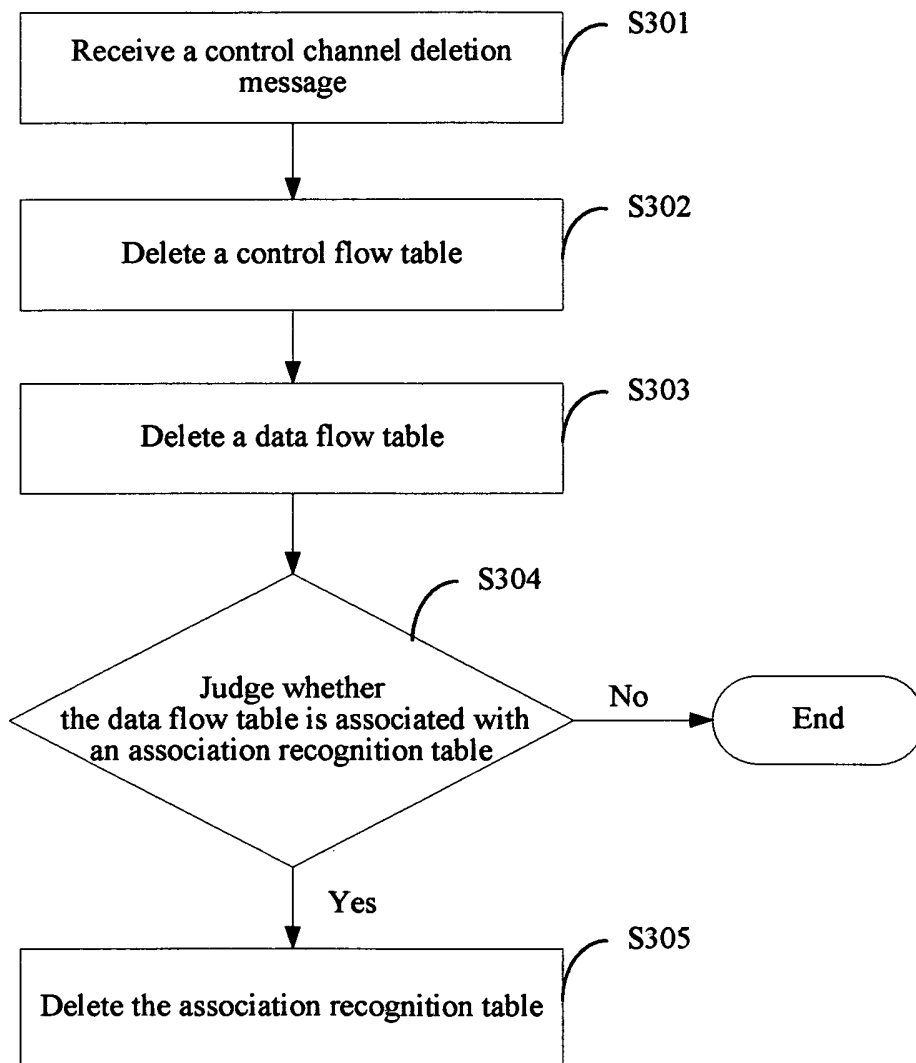 S301
Receive a control channel deletion
message
S302
Delete a control flow table
S303
Delete a data flow table
S304
Judge whether
the data flow table is associated with
an association recognition table
No
End
Yes
S305
Delete the association recognition table